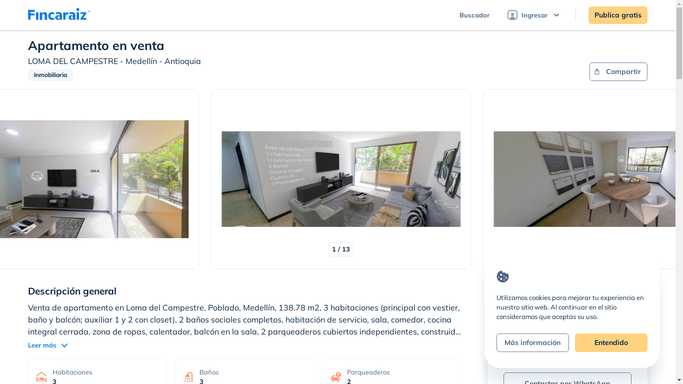 Fincaraiz
Buscador
Ingresar
Publica gratis
Apartamento en venta
LOMA DEL CAMPESTRE - Medellín - Antioquia
Inmobiliaria
Compartir
1 / 13
Descripción general
Venta de apartamento en Loma del Campestre, Poblado, Medellín, 138.78 m2, 3 habitaciones (principal con vestier,
baño y balcón; auxiliar 1 y 2 con closet), 2 baños sociales completos, habitación de servicio, sala, comedor, cocina
integral cerrada, zona de ropas, calentador, balcón en la sala, 2 parqueaderos cubiertos independientes, construid...
Leer más
Habitaciones
3
Baños
3
Parqueaderos
2
Utilizamos cookies para mejorar tu experiencia en
nuestro sitio web. Al continuar en el sitio
consideramos que aceptas su uso.
Más información
Entendido
Contactar por WhatsApp